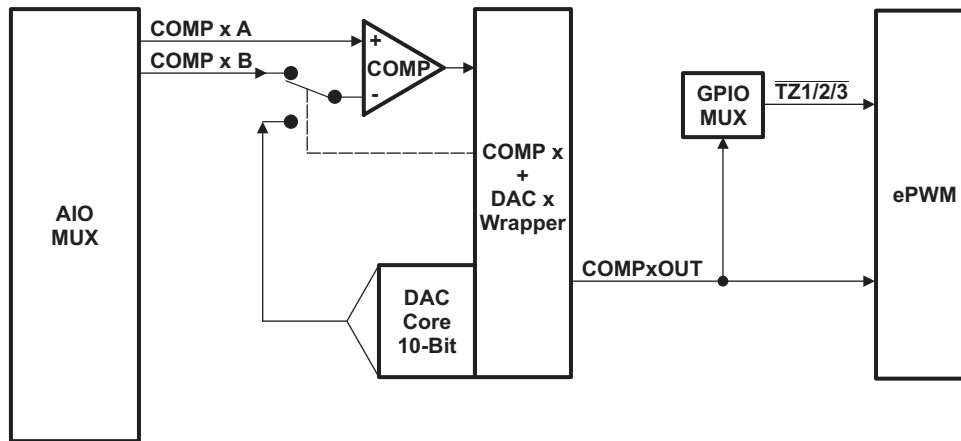 COMP x A
COMP x B
+
COMP
-
AIO
MUX
COMP x
+
DAC x
Wrapper
DAC
Core
10-Bit
COMPxOUT
GPIO
MUX
TZ1/2/3
ePWM